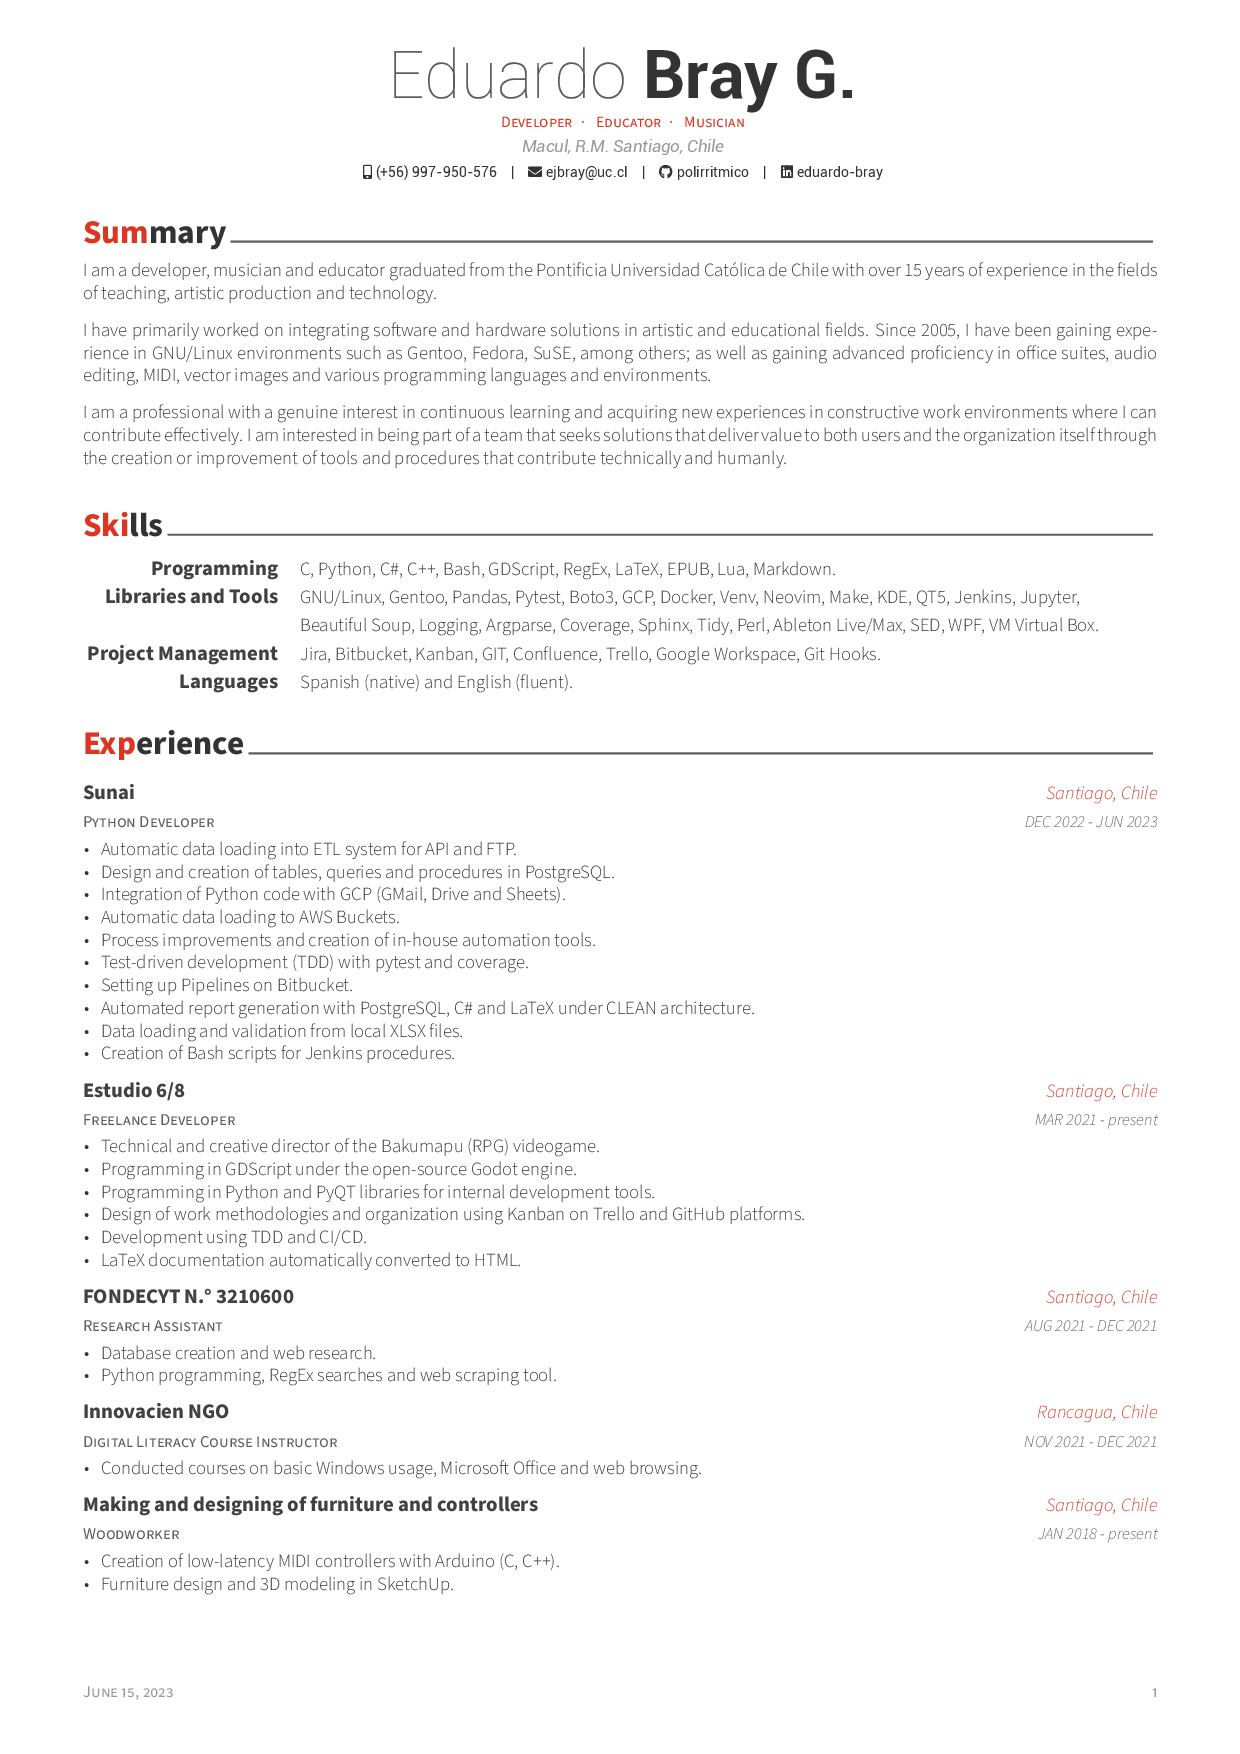 Eduardo Bray G.
Developer · Educator · Musician
Macul, R.M. Santiago, Chile
(+56) 997-950-576 | ejbray@uc.cl | polirritmico | eduardo-bray
Summary
I am a developer, musician and educator graduated from the Pontificia Universidad Católica de Chile with over 15 years of experience in the fields
of teaching, artistic production and technology.
I have primarily worked on integrating software and hardware solutions in artistic and educational fields. Since 2005, I have been gaining expe-
rience in GNU/Linux environments such as Gentoo, Fedora, SuSE, among others; as well as gaining advanced proficiency in office suites, audio
editing, MIDI, vector images and various programming languages and environments.
I am a professional with a genuine interest in continuous learning and acquiring new experiences in constructive work environments where I can
contribute effectively. I am interested in being part of a team that seeks solutions that deliver value to both users and the organization itself through
the creation or improvement of tools and procedures that contribute technically and humanly.
Skills
Programming C, Python, C#, C++, Bash, GDScript, RegEx, LaTeX, EPUB, Lua, Markdown.
Libraries and Tools GNU/Linux, Gentoo, Pandas, Pytest, Boto3, GCP, Docker, Venv, Neovim, Make, KDE, QT5, Jenkins, Jupyter,
Beautiful Soup, Logging, Argparse, Coverage, Sphinx, Tidy, Perl, Ableton Live/Max, SED, WPF, VM Virtual Box.
Project Management Jira, Bitbucket, Kanban, GIT, Confluence, Trello, Google Workspace, Git Hooks.
Languages Spanish (native) and English (fluent).
Experience
Sunai Santiago, Chile
Python Developer DEC 2022 - JUN 2023
• Automatic data loading into ETL system for API and FTP.
• Design and creation of tables, queries and procedures in PostgreSQL.
• Integration of Python code with GCP (GMail, Drive and Sheets).
• Automatic data loading to AWS Buckets.
• Process improvements and creation of in-house automation tools.
• Test-driven development (TDD) with pytest and coverage.
• Setting up Pipelines on Bitbucket.
• Automated report generation with PostgreSQL, C# and LaTeX under CLEAN architecture.
• Data loading and validation from local XLSX files.
• Creation of Bash scripts for Jenkins procedures.
Estudio 6/8 Santiago, Chile
Freelance Developer MAR 2021 - present
• Technical and creative director of the Bakumapu (RPG) videogame.
• Programming in GDScript under the open-source Godot engine.
• Programming in Python and PyQT libraries for internal development tools.
• Design of work methodologies and organization using Kanban on Trello and GitHub platforms.
• Development using TDD and CI/CD.
• LaTeX documentation automatically converted to HTML.
FONDECYT N.° 3210600 Santiago, Chile
Research Assistant AUG 2021 - DEC 2021
• Database creation and web research.
• Python programming, RegEx searches and web scraping tool.
Innovacien NGO Rancagua, Chile
Digital Literacy Course Instructor NOV 2021 - DEC 2021
• Conducted courses on basic Windows usage, Microsoft Office and web browsing.
Making and designing of furniture and controllers Santiago, Chile
Woodworker JAN 2018 - present
• Creation of low-latency MIDI controllers with Arduino (C, C++).
• Furniture design and 3D modeling in SketchUp.
June 15, 2023 1